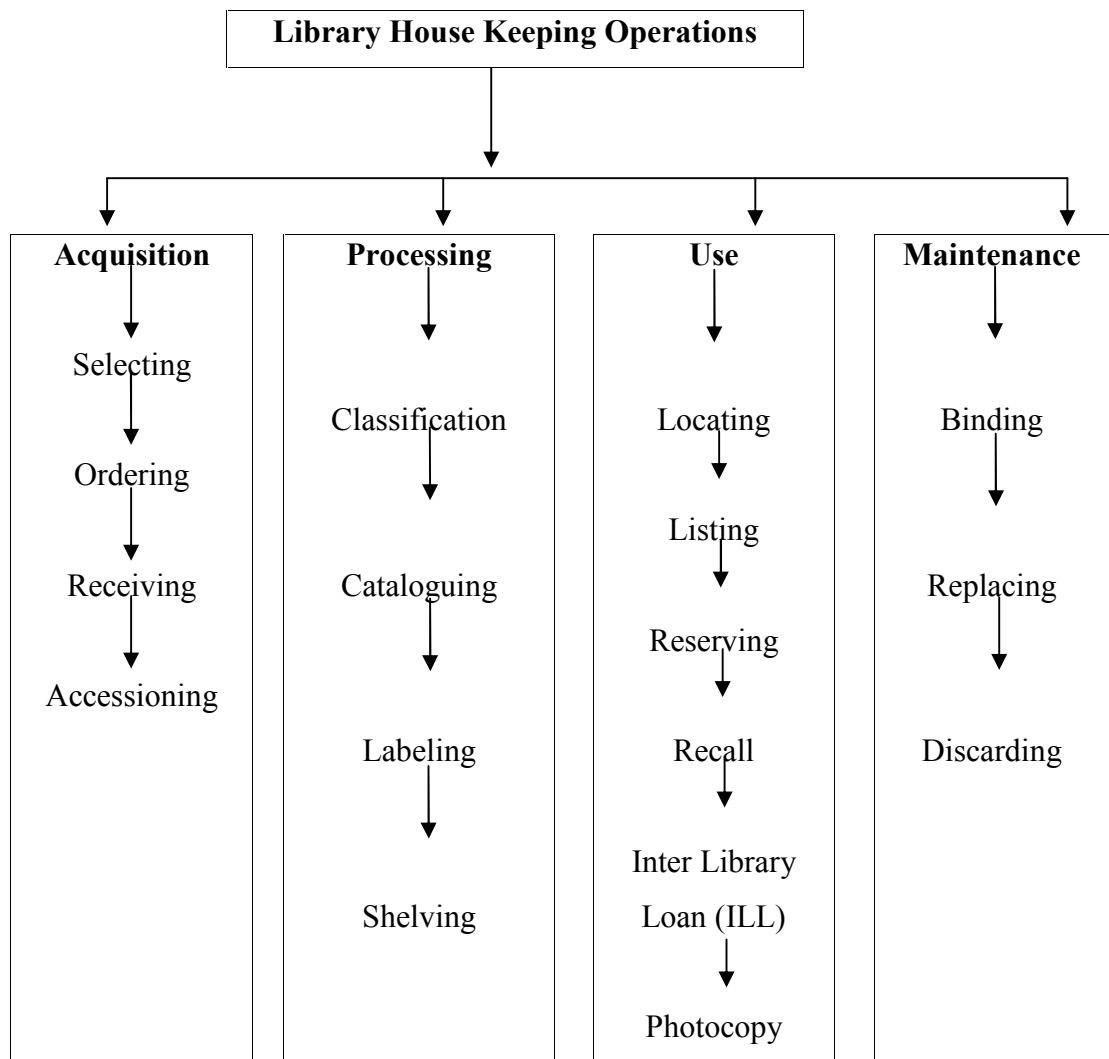 Library House Keeping Operations
Acquisition
Selecting
Ordering
Receiving
Accessioning
Processing
Classification
Cataloguing
Labeling
Shelving
Use
Locating
Listing
Reserving
Recall
Inter Library
Loan (ILL)
Photocopy
Maintenance
Binding
Replacing
Discarding